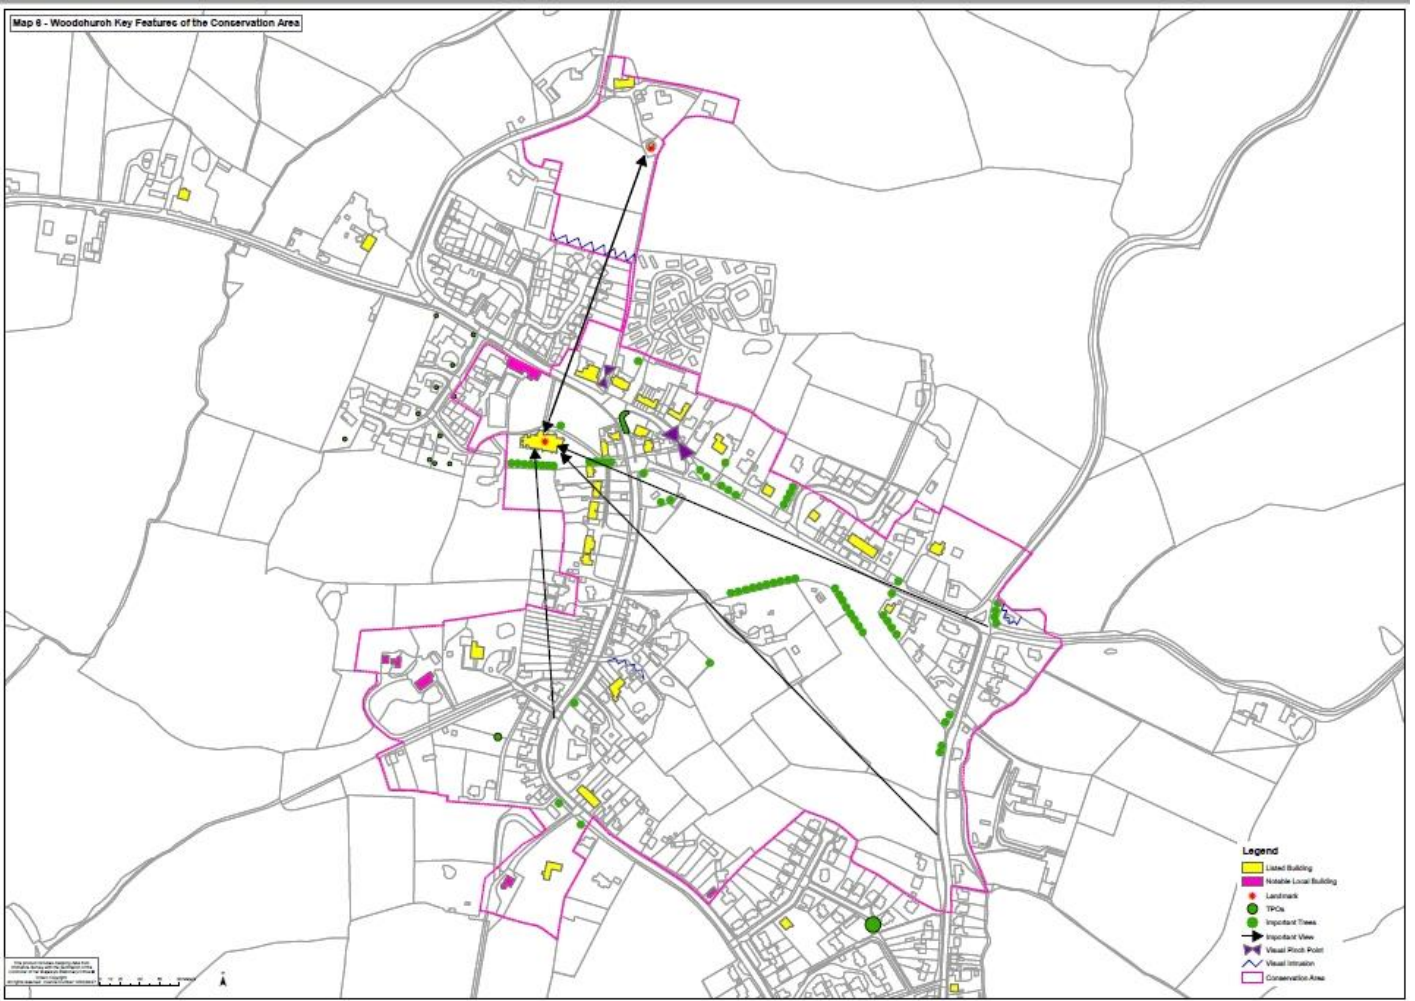 Map 6 - Woodchurch Key Features of the Conservation Area
Legend
Listed Building
Notable Local Building
Landmark
TPOs
Important Trees
Important View
Visual Pinch Point
Visual Intrusion
Conservation Area